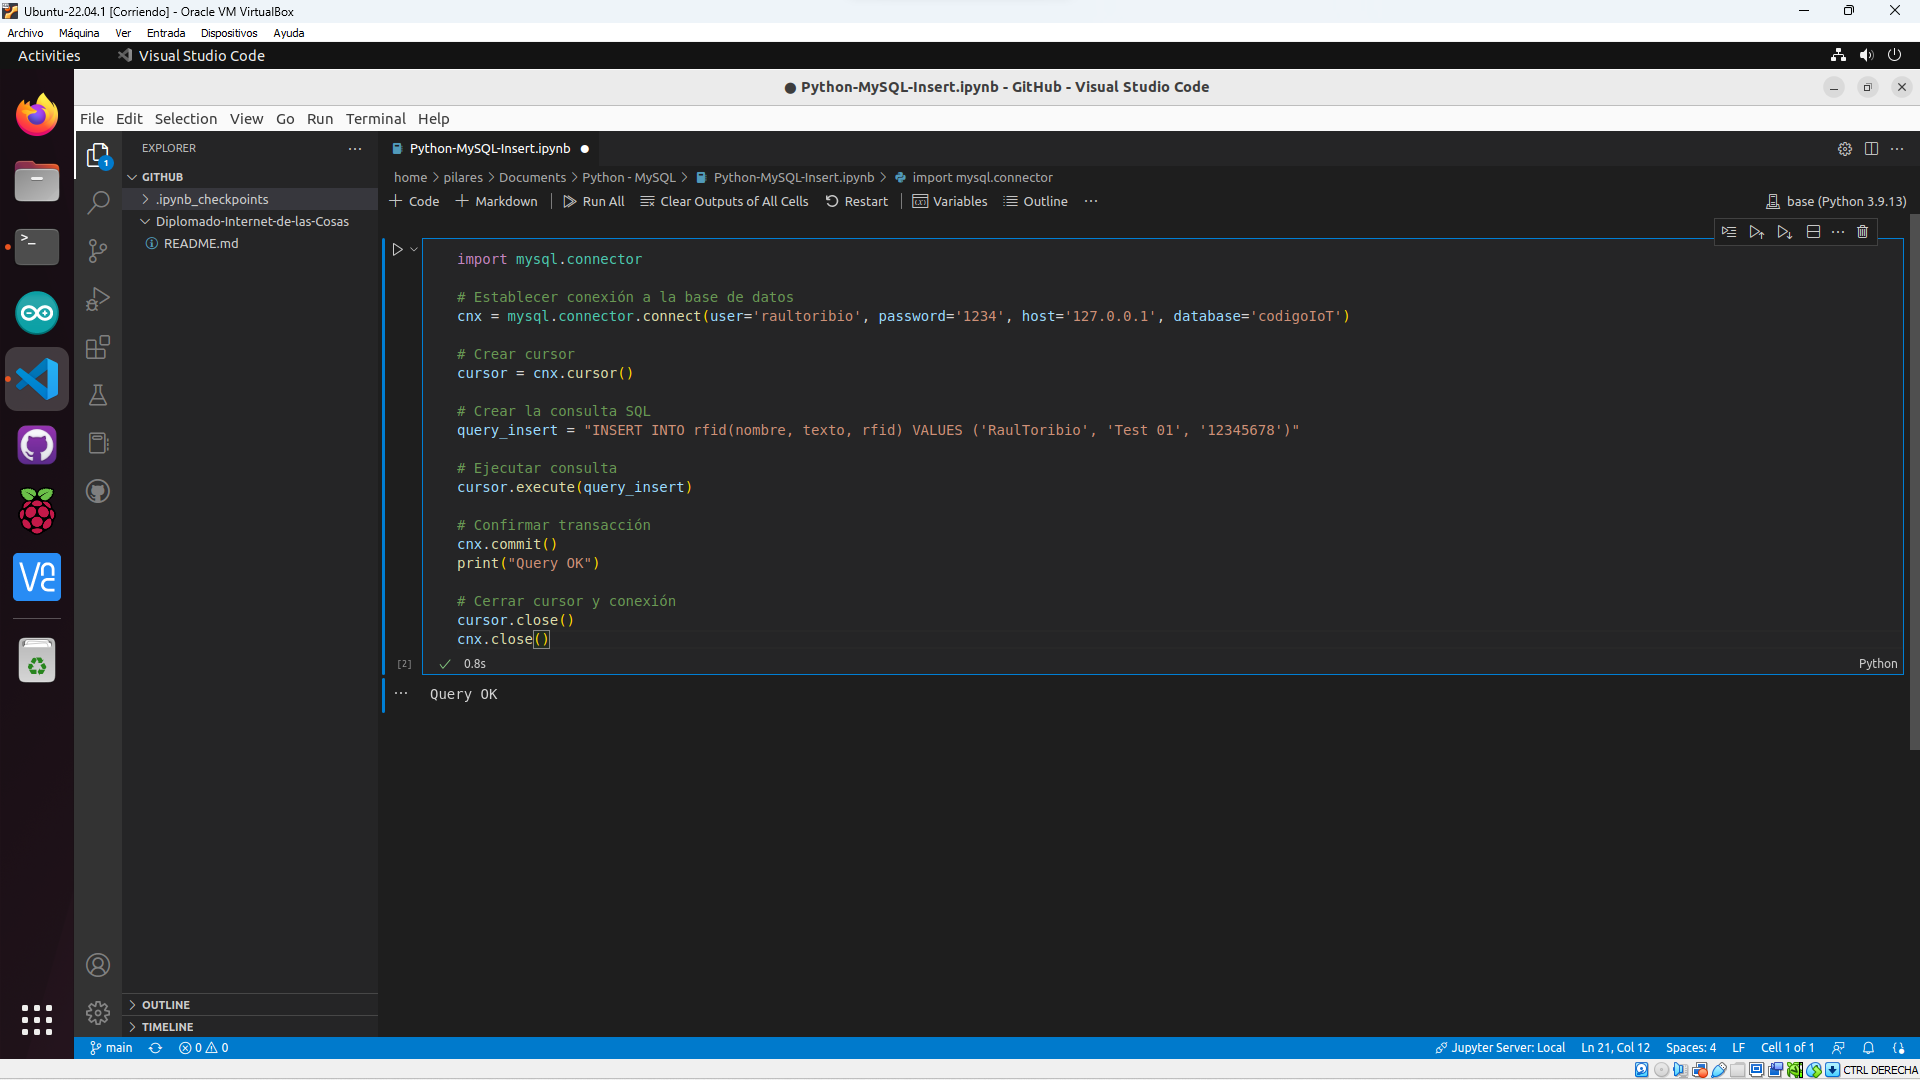 Ubuntu-22.04.1 [Corriendo] - Oracle VM VirtualBox
Archivo Máquina Ver Entrada Dispositivos Ayuda
Activities Visual Studio Code
● Python-MySQL-Insert.ipynb - GitHub - Visual Studio Code
File Edit Selection View Go Run Terminal Help
EXPLORER
Python-MySQL-Insert.ipynb
GITHUB
home > pilares > Documents > Python - MySQL > Python-MySQL-Insert.ipynb > import mysql.connector
.ipynb_checkpoints
Diplomado-Internet-de-las-Cosas
README.md
1
+ Code + Markdown Run All Clear Outputs of All Cells Restart Variables Outline ... base (Python 3.9.13)
import mysql.connector
# Establecer conexión a la base de datos
cnx = mysql.connector.connect(user='raultoribio', password='1234', host='127.0.0.1', database='codigoIoT')
# Crear cursor
cursor = cnx.cursor()
# Crear la consulta SQL
query_insert = "INSERT INTO rfid(nombre, texto, rfid) VALUES ('RaulToribio', 'Test 01', '12345678')"
# Ejecutar consulta
cursor.execute(query_insert)
# Confirmar transacción
cnx.commit()
print("Query OK")
# Cerrar cursor y conexión
cursor.close()
cnx.close()
[2] 0.8s Python
Query OK
OUTLINE
TIMELINE
main 0 0 Jupyter Server: Local Ln 21, Col 12 Spaces: 4 LF Cell 1 of 1
CTRL DERECHA